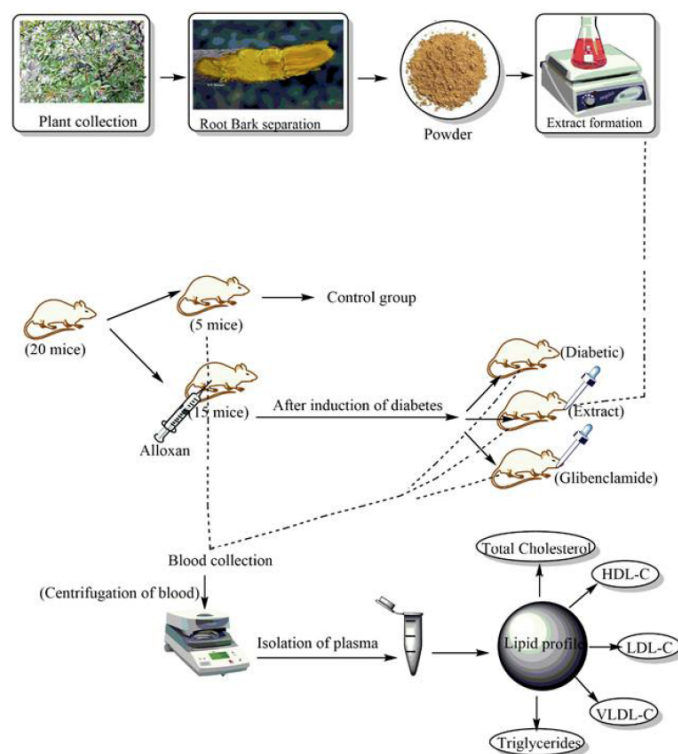 Plant collection
Root Bark separation
Powder
Extract formation
(20 mice)
(5 mice)
Control group
(15 mice)
Alloxan
After induction of diabetes
(Diabetic)
(Extract)
(Glibenclamide)
Blood collection
(Centrifugation of blood)
Isolation of plasma
Lipid profile
Total Cholesterol
HDL-C
LDL-C
VLDL-C
Triglycerides